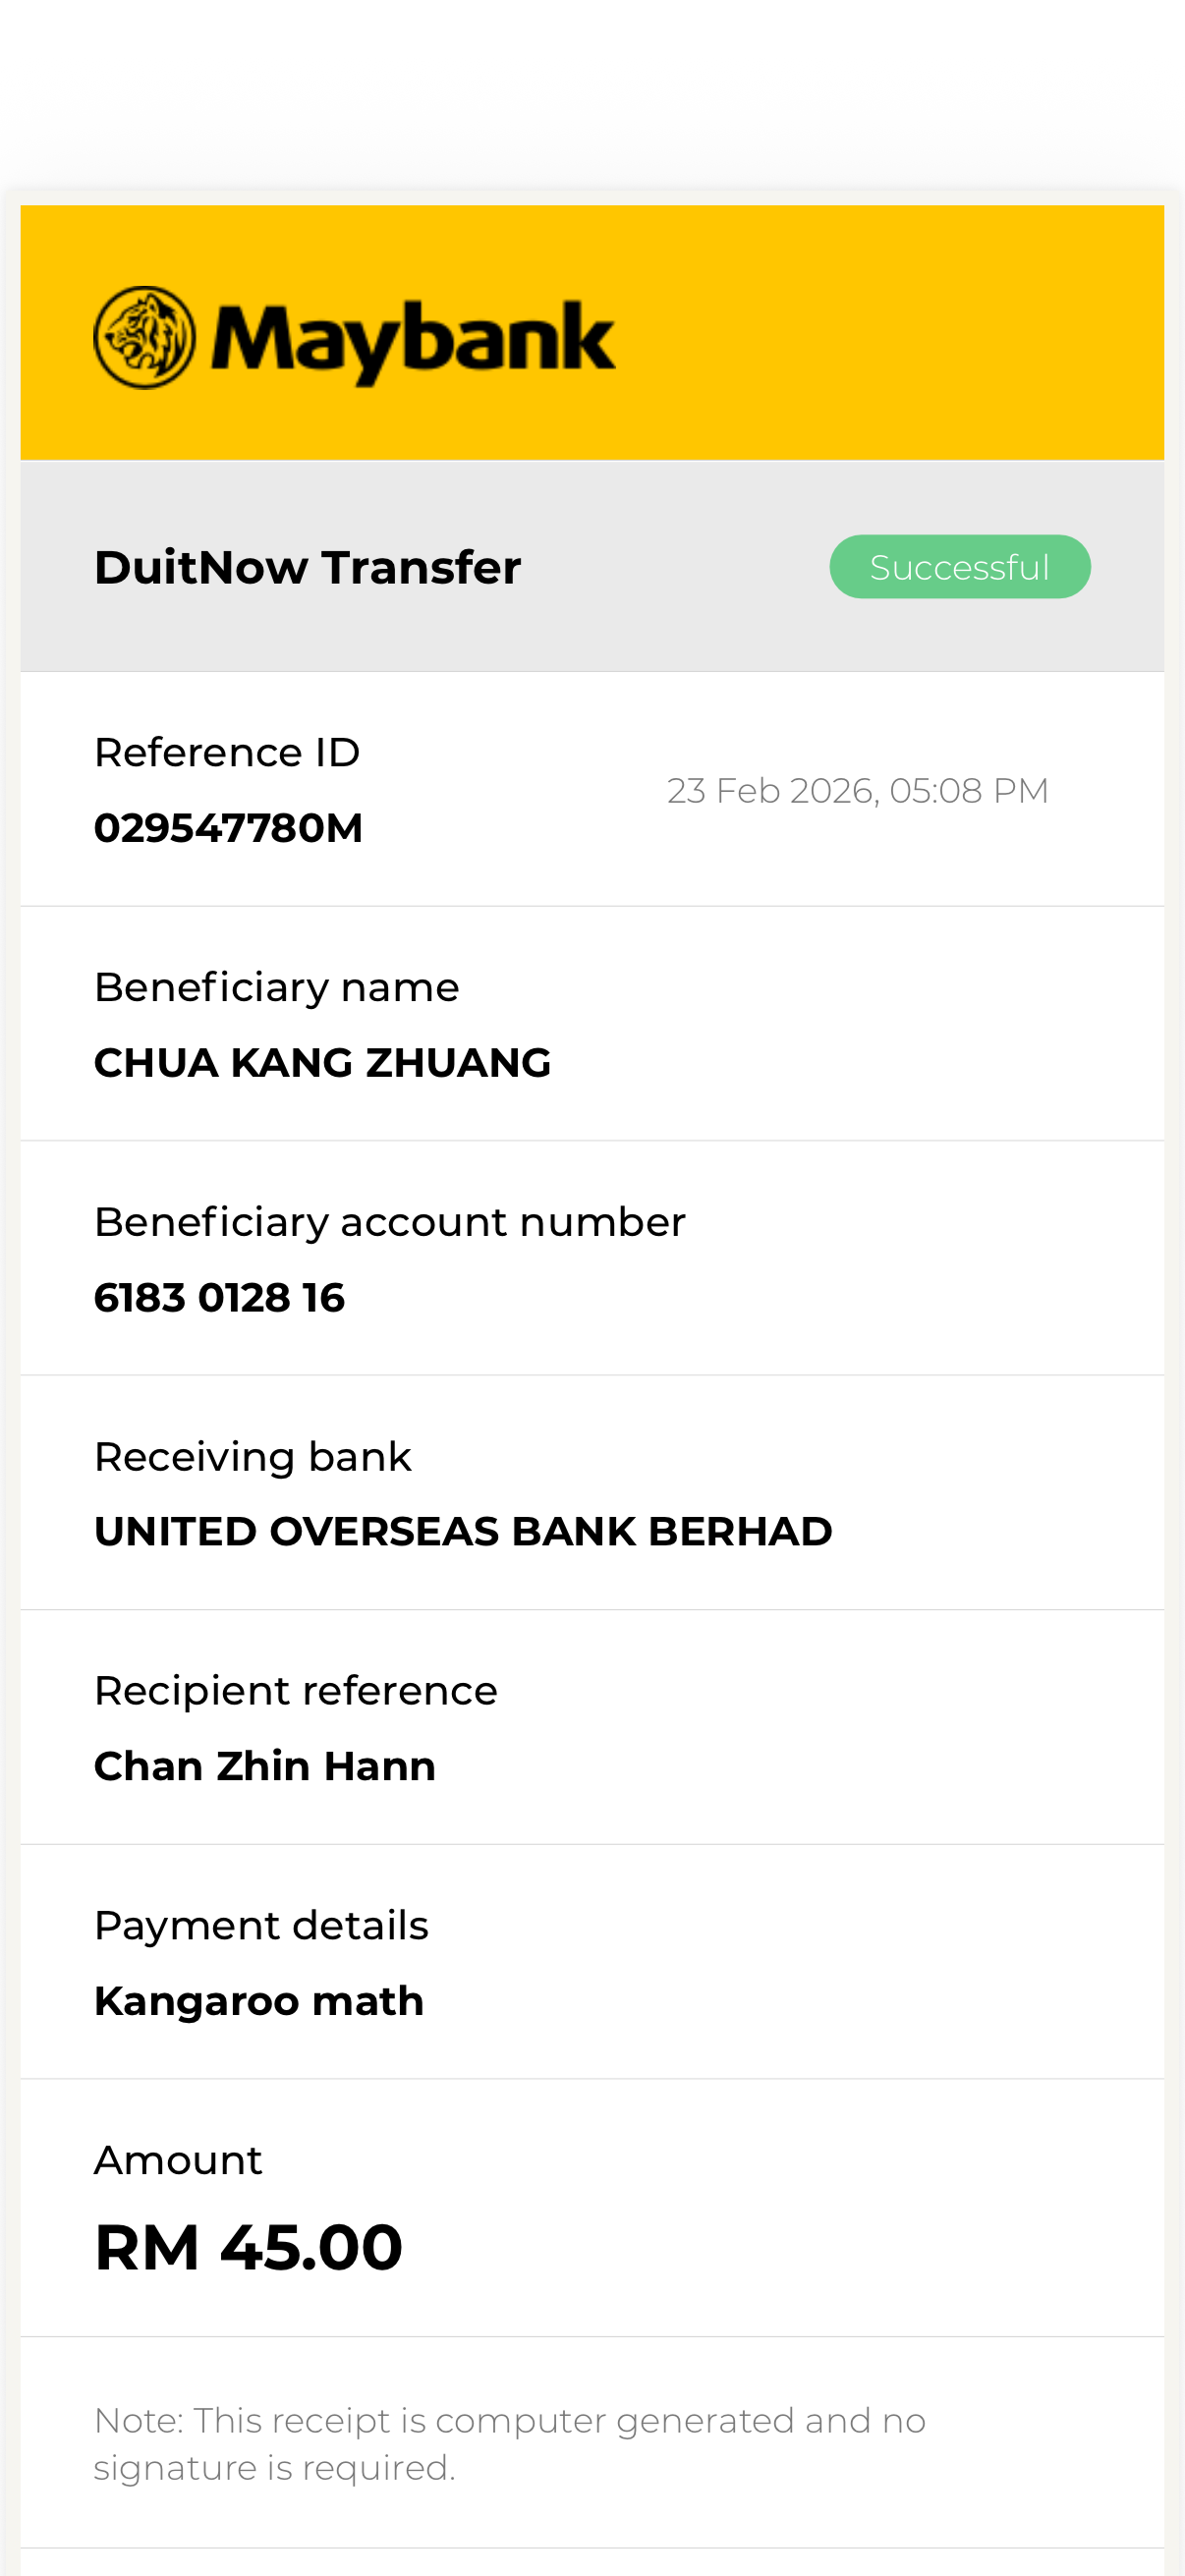 Maybank
DuitNow Transfer
Successful
Reference ID
029547780M
23 Feb 2026, 05:08 PM
Beneficiary name
CHUA KANG ZHUANG
Beneficiary account number
6183 0128 16
Receiving bank
UNITED OVERSEAS BANK BERHAD
Recipient reference
Chan Zhin Hann
Payment details
Kangaroo math
Amount
RM 45.00
Note: This receipt is computer generated and no
signature is required.